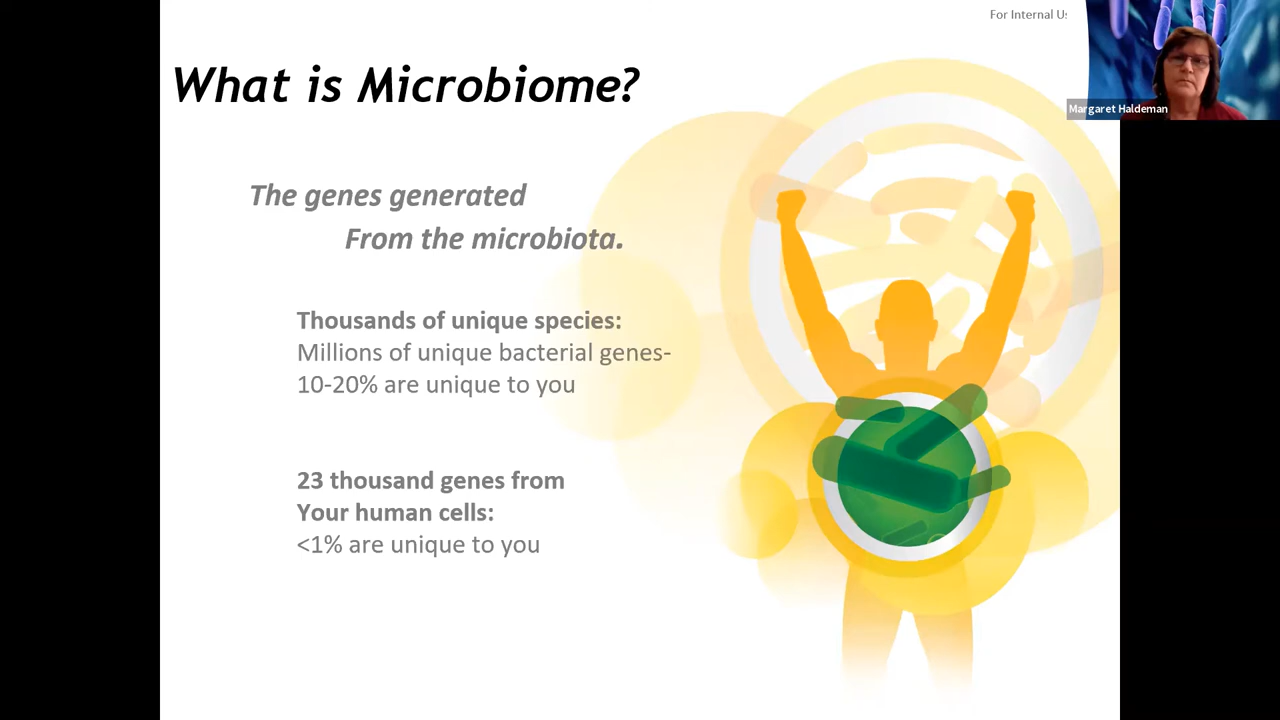 For Internal Us
What is Microbiome?
Margaret Haldeman
The genes generated
From the microbiota.
Thousands of unique species:
Millions of unique bacterial genes-
10-20% are unique to you
23 thousand genes from
Your human cells:
<1% are unique to you